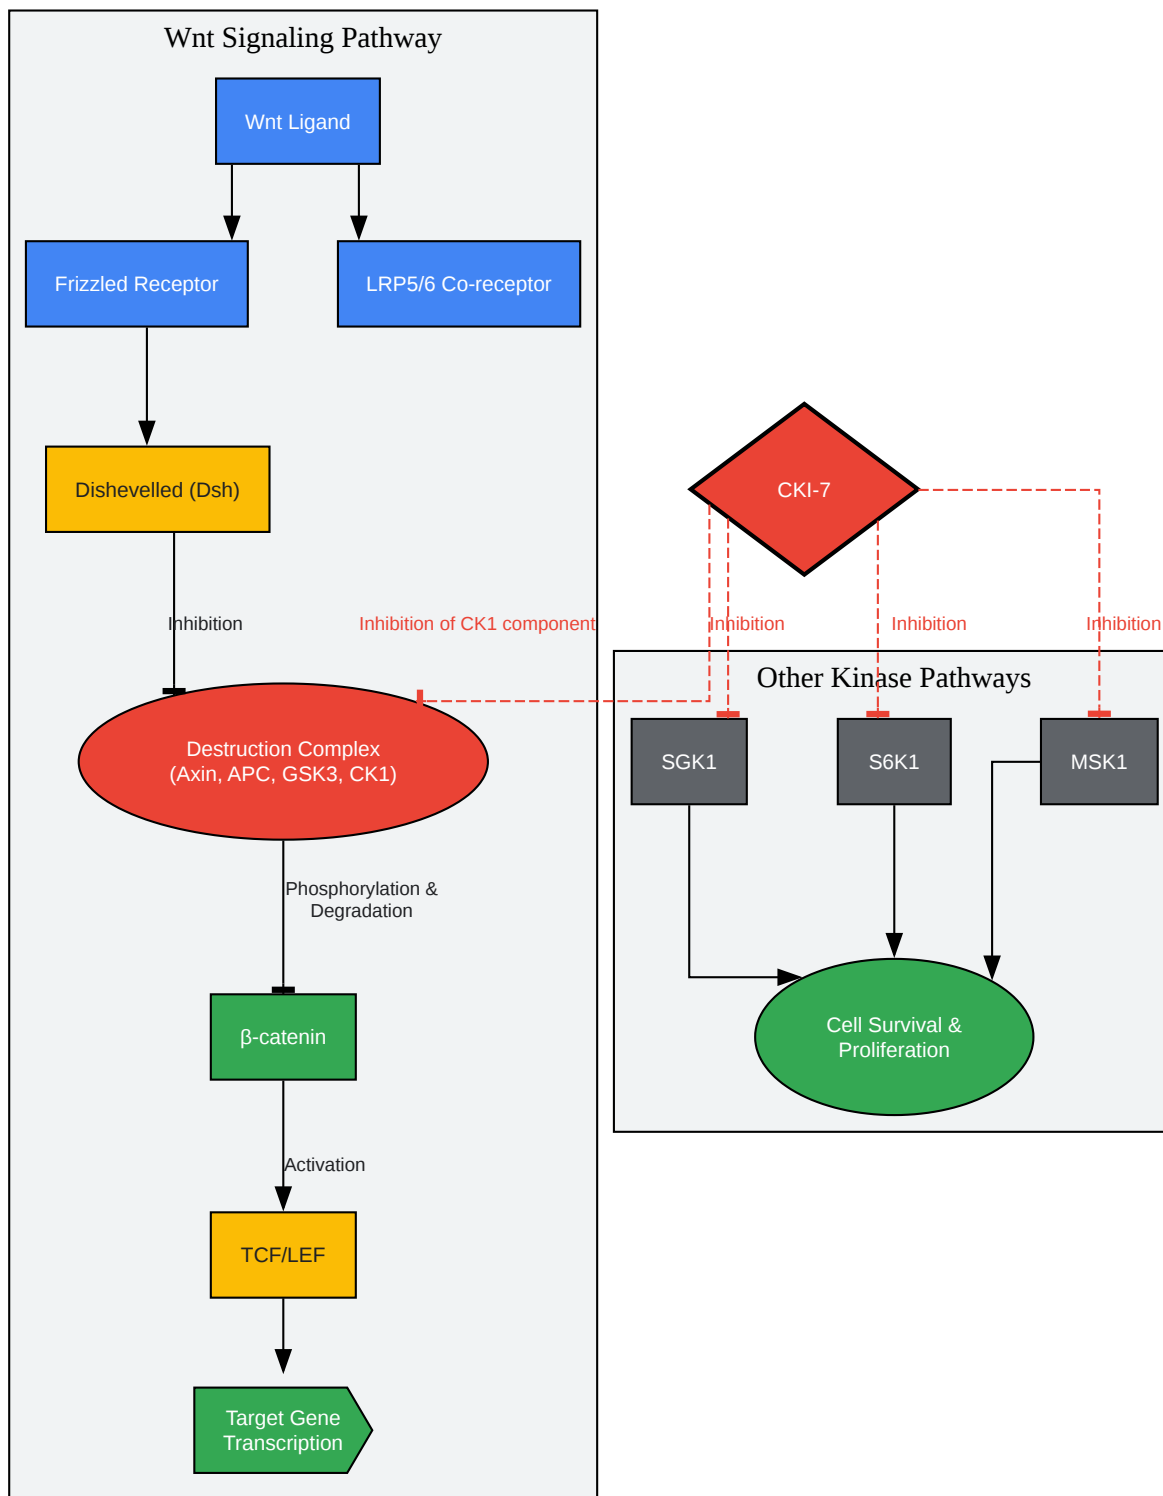 Wnt Signaling Pathway
Wnt Ligand
Frizzled Receptor
LRP5/6 Co-receptor
Dishevelled (Dsh)
CKI-7
Inhibition
Inhibition of CK1 component
Inhibition
Inhibition
Inhibition
Other Kinase Pathways
Destruction Complex
(Axin, APC, GSK3, CK1)
SGK1
S6K1
MSK1
Phosphorylation &
Degradation
β-catenin
Cell Survival &
Proliferation
Activation
TCF/LEF
Target Gene
Transcription